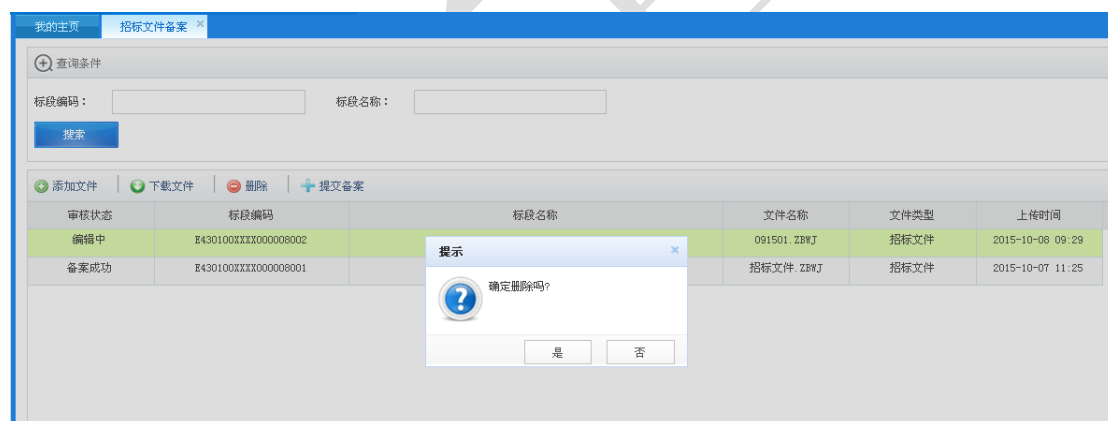 我的主页 招标文件备案 ×
查询条件
标段编码： 标段名称：
搜索
添加文件 下载文件 删除 提交备案
审核状态 标段编码 标段名称 文件名称 文件类型 上传时间
编辑中 E430100XXXX000008002 091501.ZBWJ 招标文件 2015-10-08 09:29
备案成功 E430100XXXX000008001 招标文件.ZBWJ 招标文件 2015-10-07 11:25
提示 ×
确定删除吗?
是 否